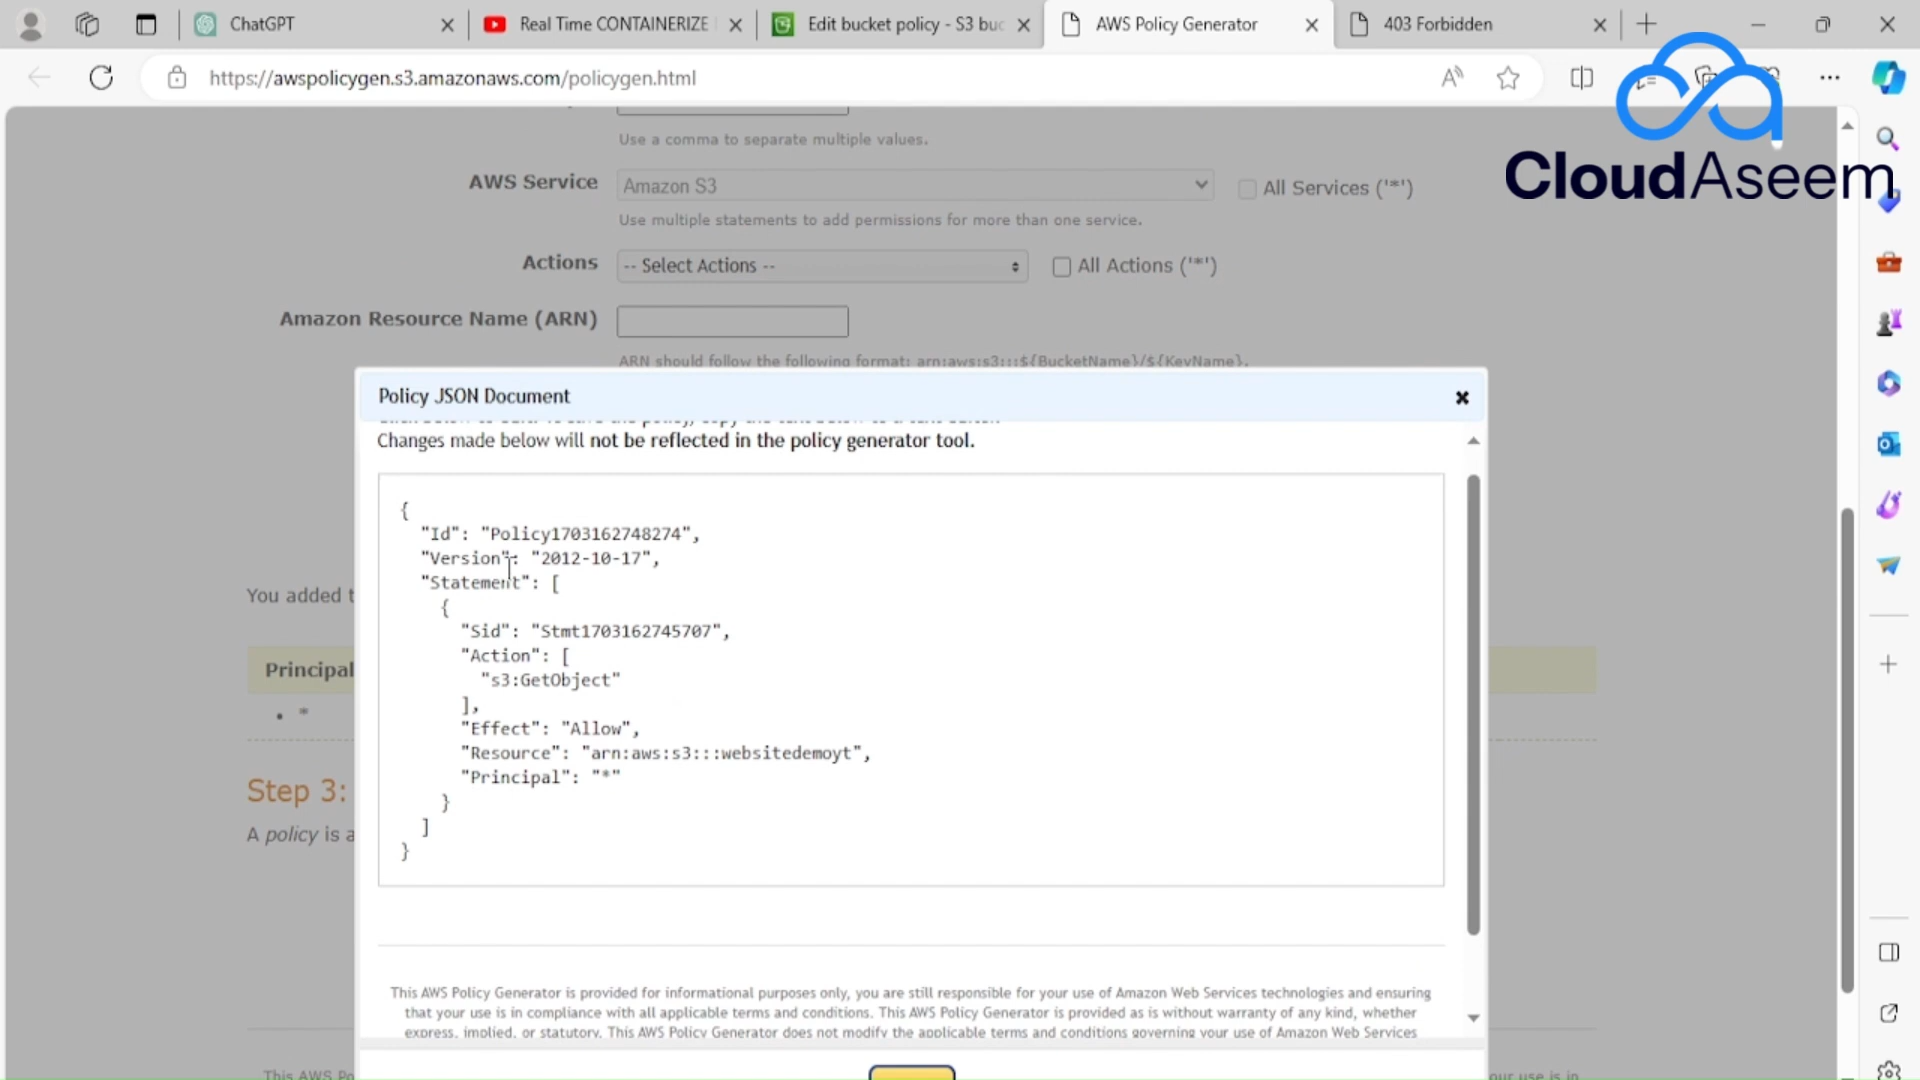 ChatGPT
Real Time CONTAINERIZE
Edit bucket policy - S3 buc
AWS Policy Generator
403 Forbidden
https://awspolicygen.s3.amazonaws.com/policygen.html
CloudAseem
Use a comma to separate multiple values.
AWS Service
Amazon S3
All Services ('*')
Use multiple statements to add permissions for more than one service.
Actions
-- Select Actions --
All Actions ('*')
Amazon Resource Name (ARN)
ARN should follow the following format: arn:aws:s3:::${BucketName}/${KeyName}.
Policy JSON Document
Changes made below will not be reflected in the policy generator tool.
{
"Id": "Policy1703162748274",
"Version": "2012-10-17",
"Statement": [
{
"Sid": "Stmt1703162745707",
"Action": [
"s3:GetObject"
],
"Effect": "Allow",
"Resource": "arn:aws:s3:::websitedemoyt",
"Principal": "*"
}
]
}
You added t
Principal
• *
Step 3:
A policy is a
This AWS Policy Generator is provided for informational purposes only, you are still responsible for your use of Amazon Web Services technologies and ensuring
that your use is in compliance with all applicable terms and conditions. This AWS Policy Generator is provided as is without warranty of any kind, whether
express, implied, or statutory. This AWS Policy Generator does not modify the applicable terms and conditions governing your use of Amazon Web Services
This AWS Po
our use is in